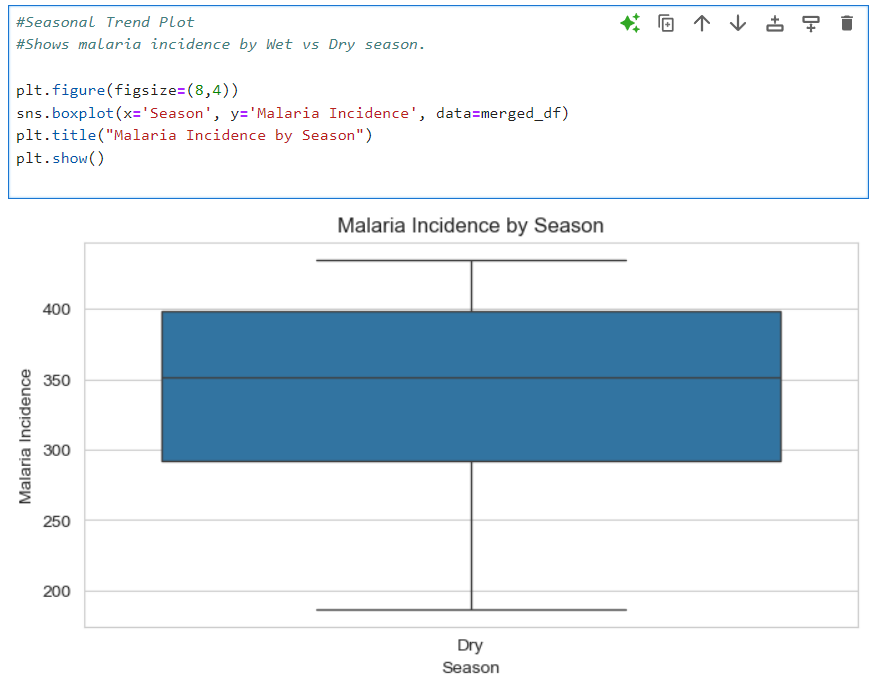 #Seasonal Trend Plot
#Shows malaria incidence by Wet vs Dry season.
plt.figure(figsize=(8,4))
sns.boxplot(x='Season', y='Malaria Incidence', data=merged_df)
plt.title("Malaria Incidence by Season")
plt.show()
Malaria Incidence by Season
Malaria Incidence
400
350
300
250
200
Dry
Season